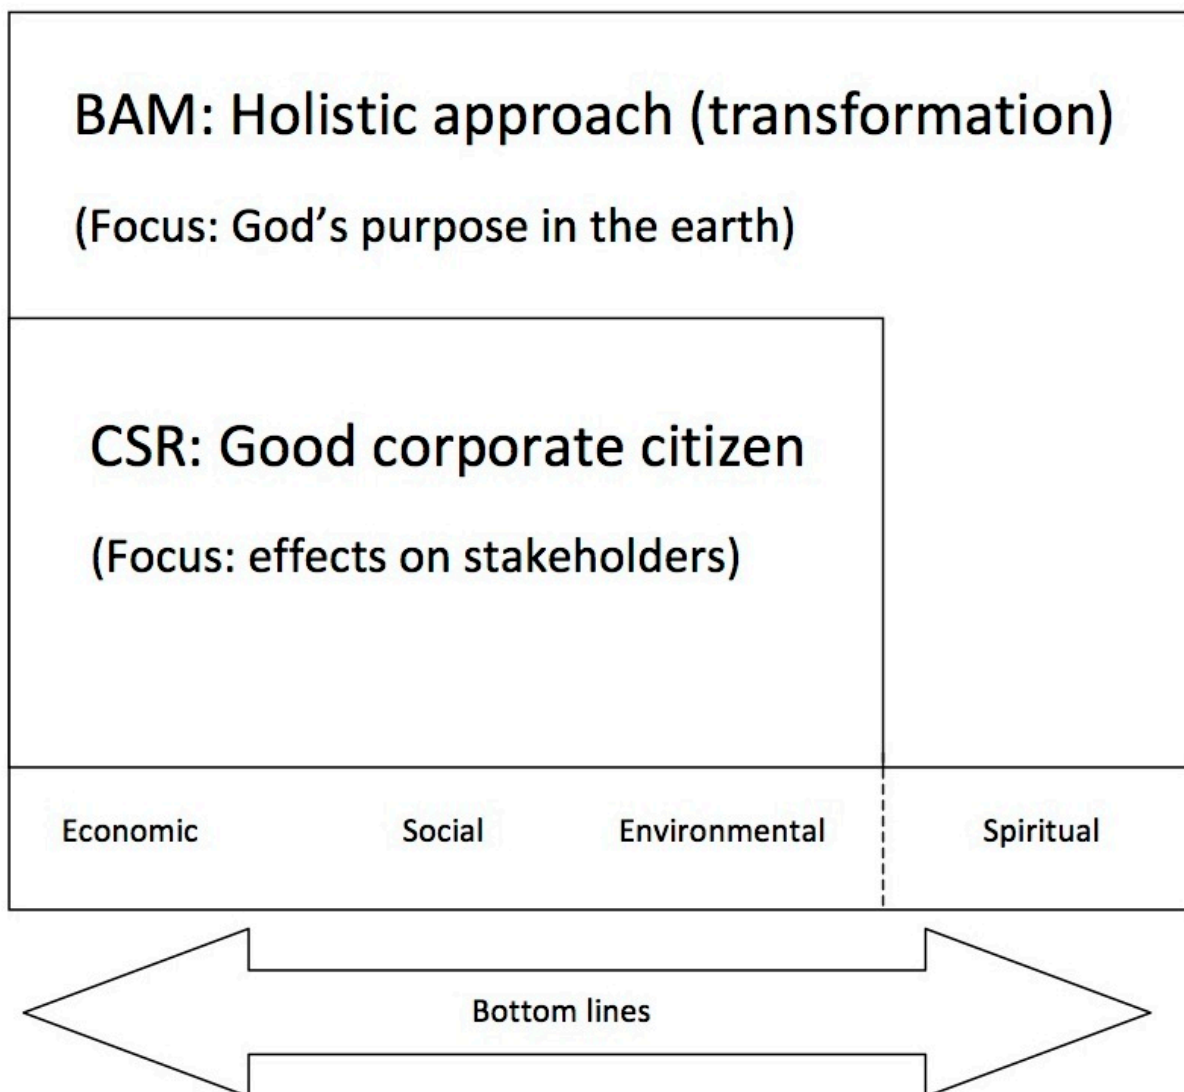 BAM: Holistic approach (transformation)
(Focus: God’s purpose in the earth)
CSR: Good corporate citizen
(Focus: effects on stakeholders)
Economic Social Environmental Spiritual
Bottom lines